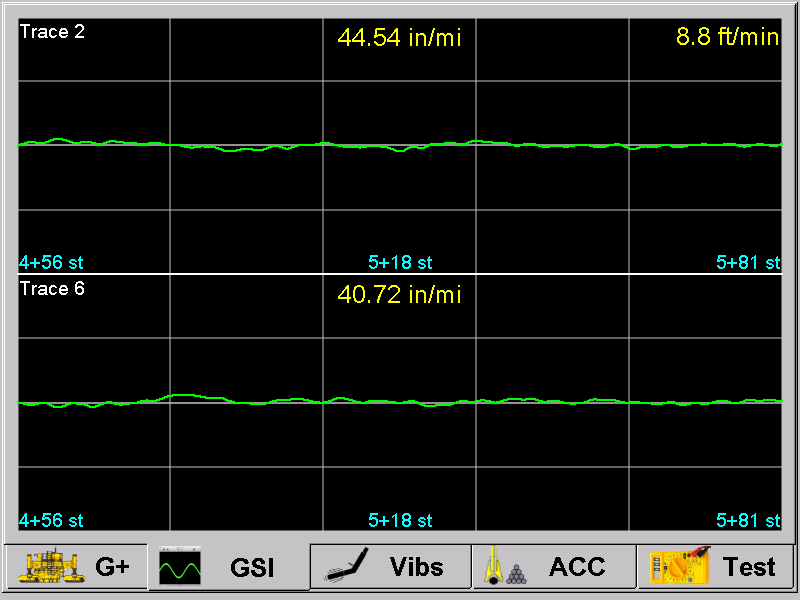 Trace 2 44.54 in/mi 8.8 ft/min
4+56 st 5+18 st 5+81 st
Trace 6 40.72 in/mi
4+56 st 5+18 st 5+81 st
G+ GSI Vibs ACC Test